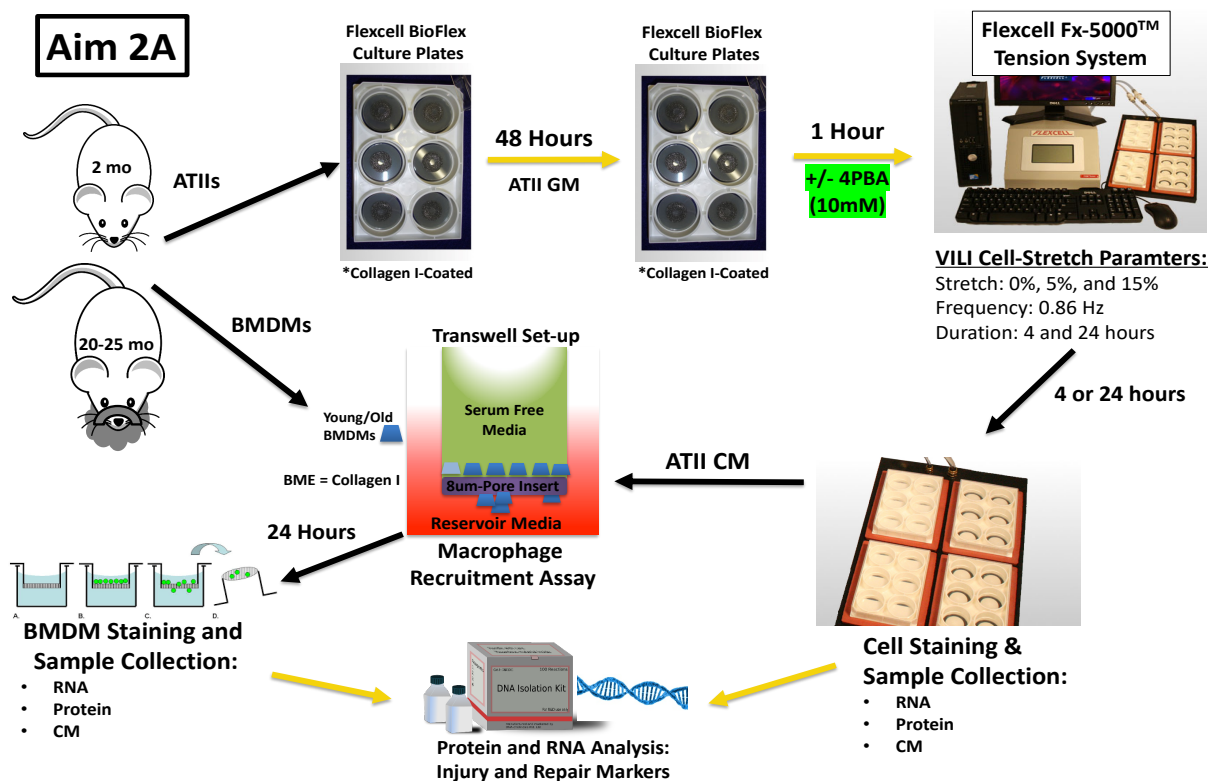 Aim 2A
2 mo
20-25 mo
ATIIs
BMDMs
Flexcell BioFlex
Culture Plates
*Collagen I-Coated
48 Hours
ATII GM
Flexcell BioFlex
Culture Plates
*Collagen I-Coated
1 Hour
+/- 4PBA
(10mM)
Flexcell Fx-5000TM
Tension System
FLEXCELL
VILI Cell-Stretch Paramters:
Stretch: 0%, 5%, and 15%
Frequency: 0.86 Hz
Duration: 4 and 24 hours
4 or 24 hours
ATII CM
Transwell Set-up
Serum Free
Media
Young/Old
BMDMs
BME = Collagen I
8um-Pore Insert
Reservoir Media
Macrophage
Recruitment Assay
24 Hours
A.
B.
C.
D.
BMDM Staining and
Sample Collection:
• RNA
• Protein
• CM
DNA Isolation Kit
Protein and RNA Analysis:
Injury and Repair Markers
Cell Staining &
Sample Collection:
• RNA
• Protein
• CM